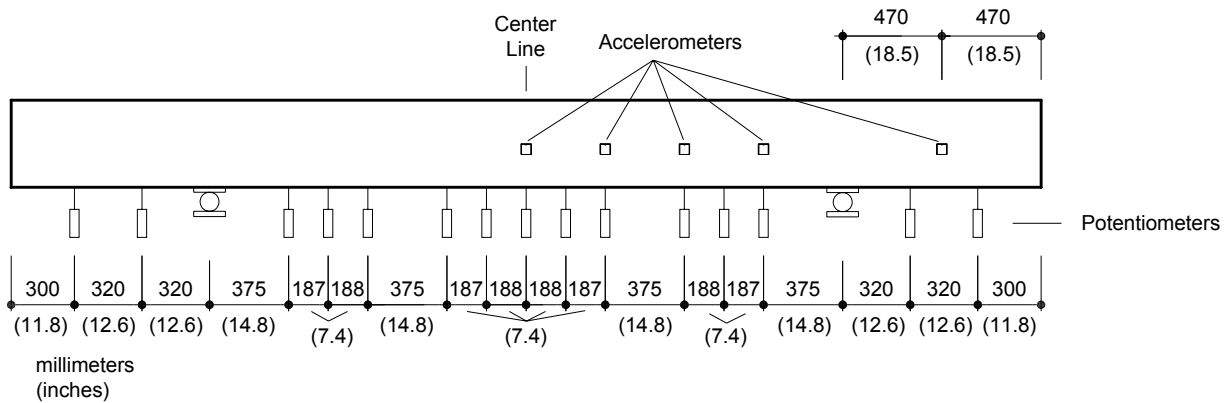 Center
Line
Accelerometers
470 470
(18.5) (18.5)
Potentiometers
300 320 320 375 187 188 375 187 188 188 187 375 188 187 375 320 320 300
(11.8) (12.6) (12.6) (14.8) (7.4) (14.8) (7.4) (14.8) (7.4) (14.8) (12.6) (12.6) (11.8)
millimeters
(inches)